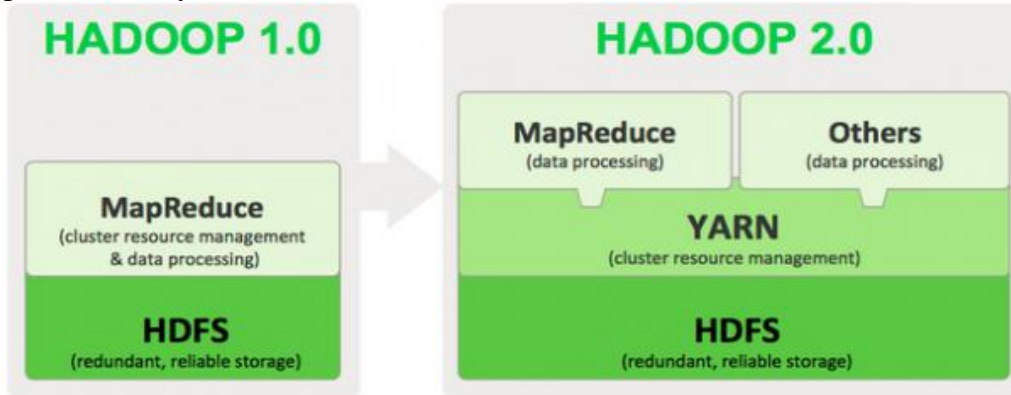 HADOOP 1.0
MapReduce
(cluster resource management
& data processing)
HDFS
(redundant, reliable storage)
HADOOP 2.0
MapReduce
(data processing)
Others
(data processing)
YARN
(cluster resource management)
HDFS
(redundant, reliable storage)